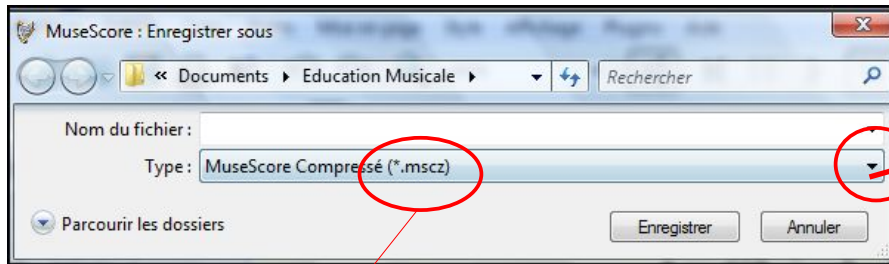 MuseScore : Enregistrer sous
« Documents Education Musicale Rechercher
Nom du fichier :
Type : MuseScore Compressé (*.mscz)
Parcourir les dossiers Enregistrer Annuler